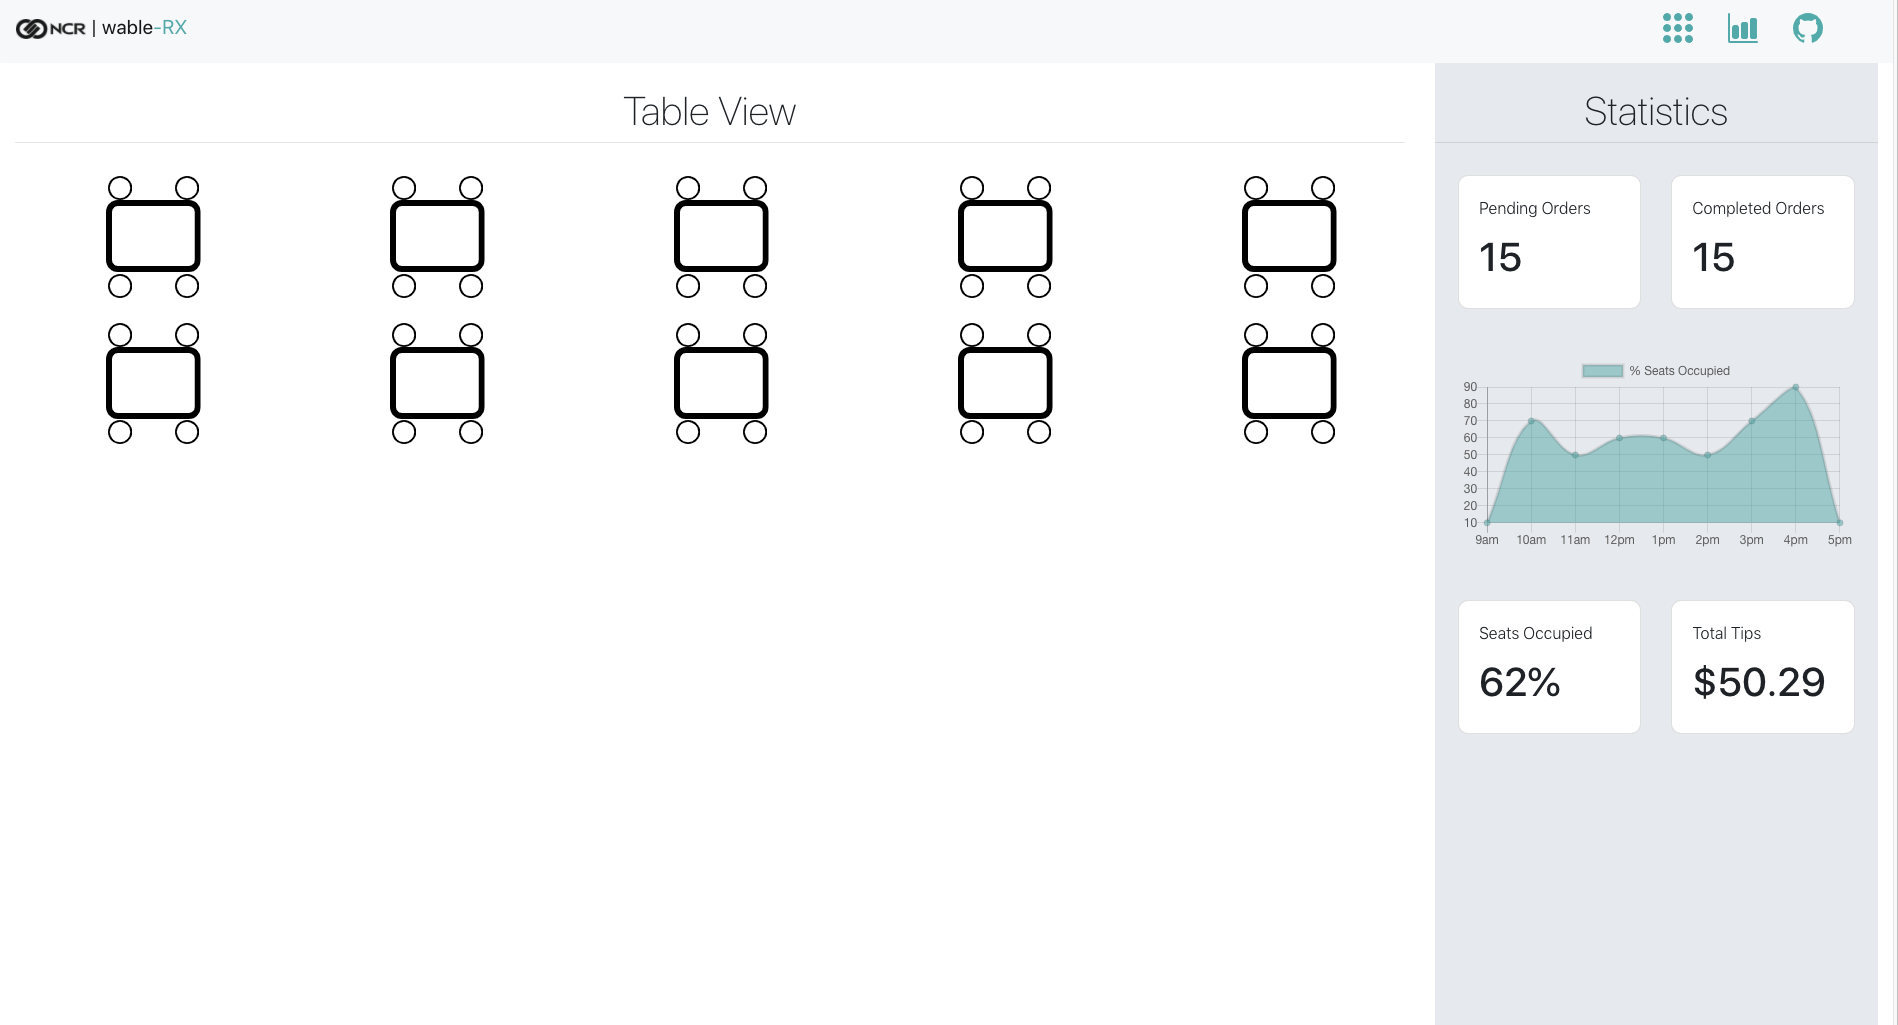 NCR | wable-RX
Table View
Statistics
Pending Orders
15
Completed Orders
15
% Seats Occupied
90
80
70
60
50
40
30
20
10
9am 10am 11am 12pm 1pm 2pm 3pm 4pm 5pm
Seats Occupied
62%
Total Tips
$50.29